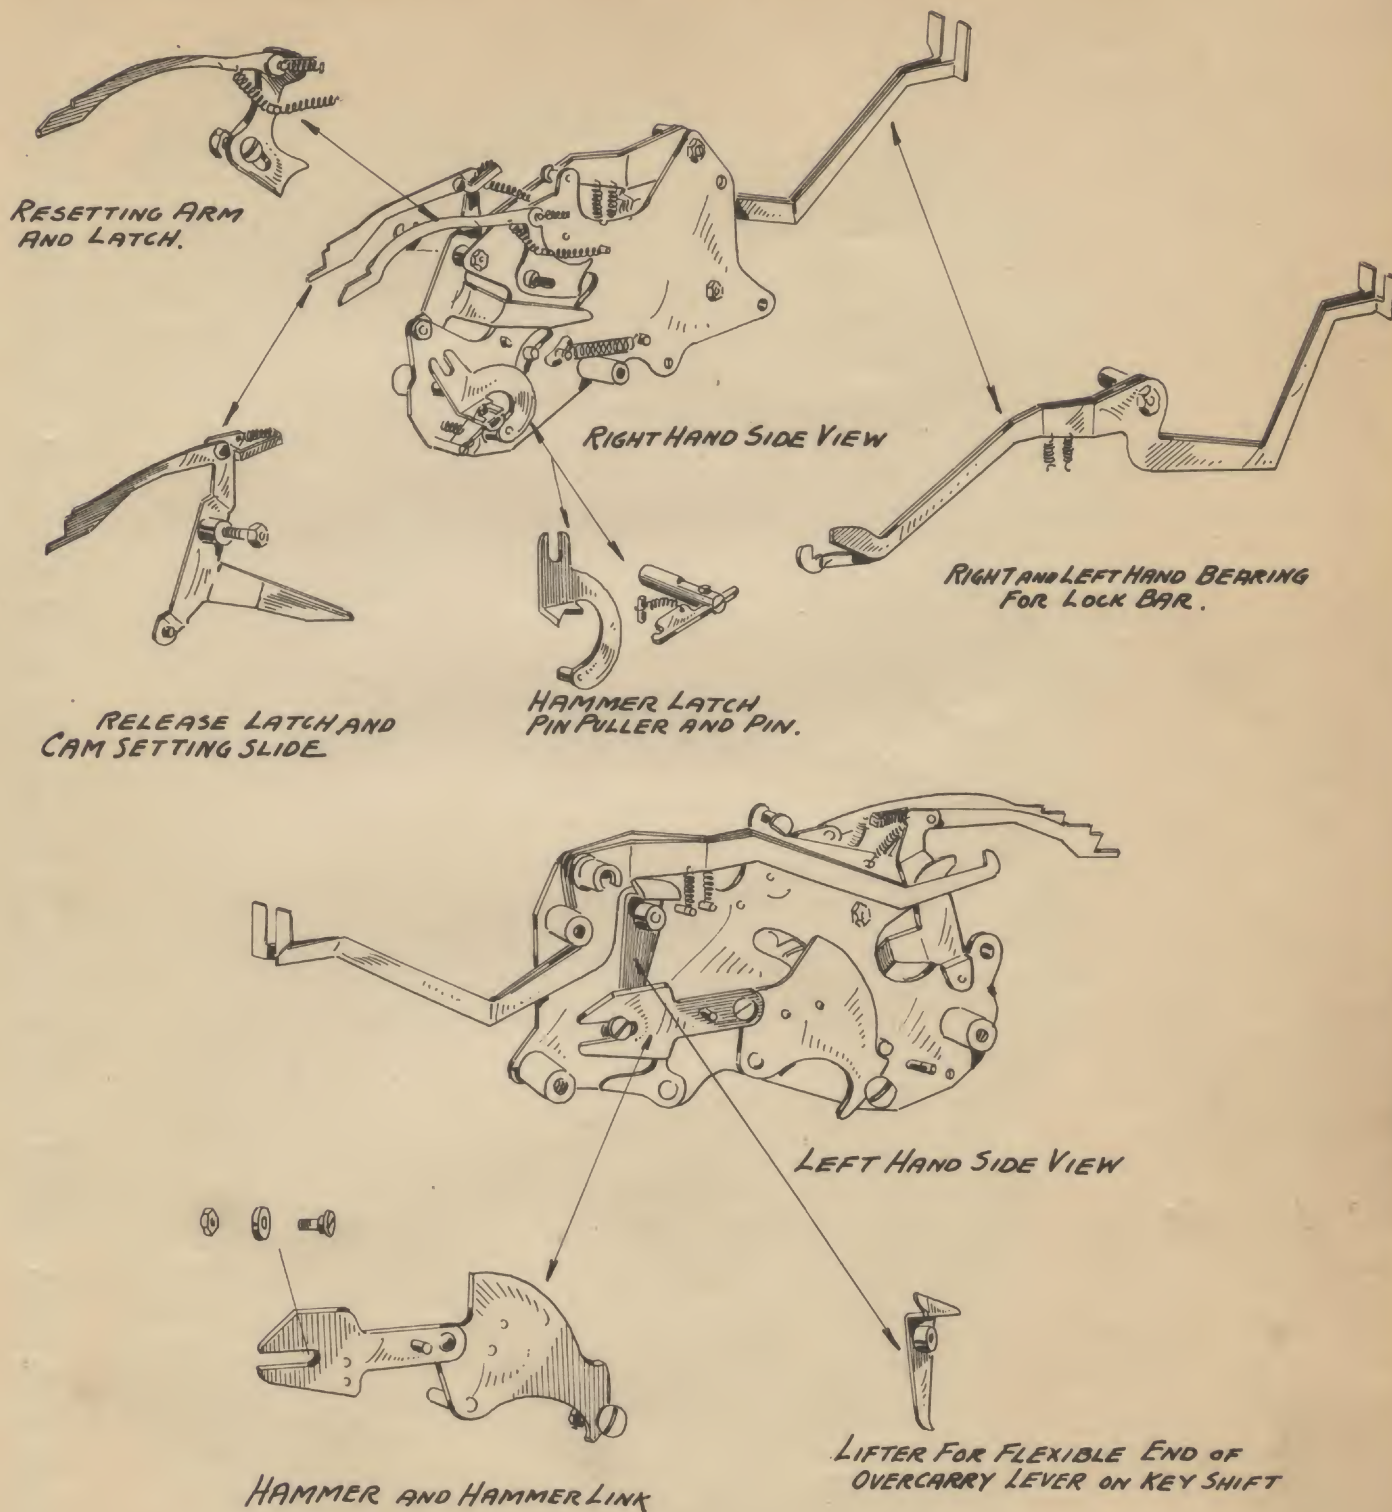 RESETTING ARM
AND LATCH.
RIGHT HAND SIDE VIEW
RIGHT AND LEFT HAND BEARING
FOR LOCK BAR.
RELEASE LATCH AND
CAM SETTING SLIDE
HAMMER LATCH
PIN PULLER AND PIN.
LEFT HAND SIDE VIEW
LIFTER FOR FLEXIBLE END OF
OVERCARRY LEVER ON KEY SHIFT
HAMMER AND HAMMER LINK